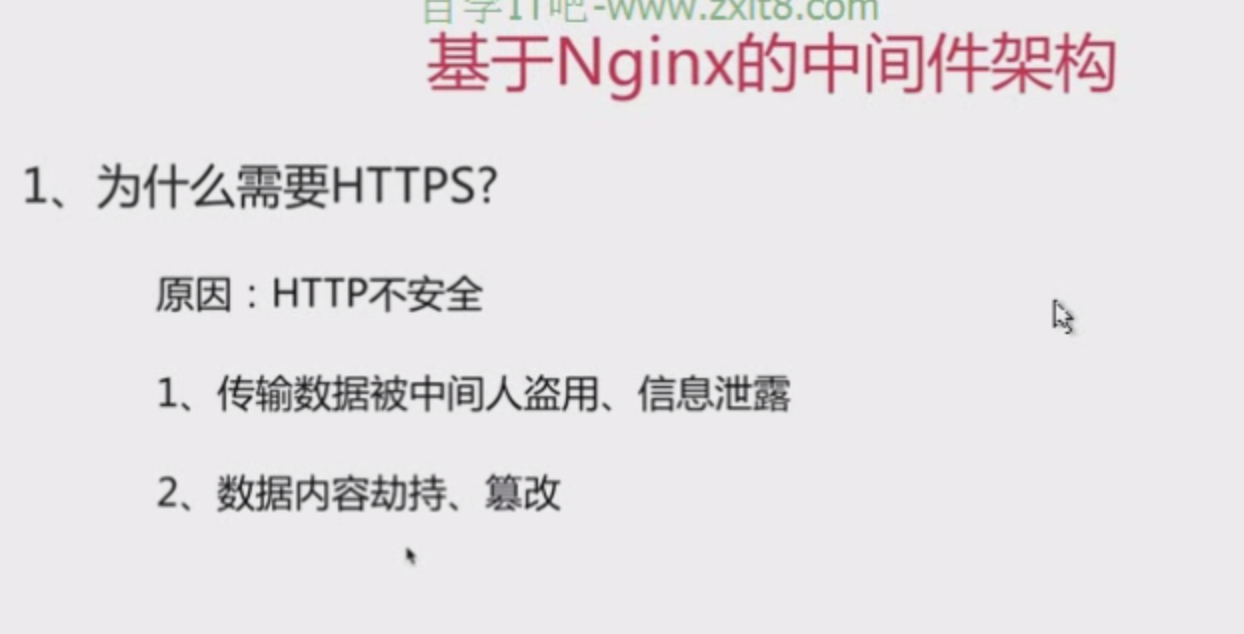 自学IT吧-www.zxit8.com
基于Nginx的中间件架构
1、为什么需要HTTPS?
原因：HTTP不安全
1、传输数据被中间人盗用、信息泄露
2、数据内容劫持、篡改